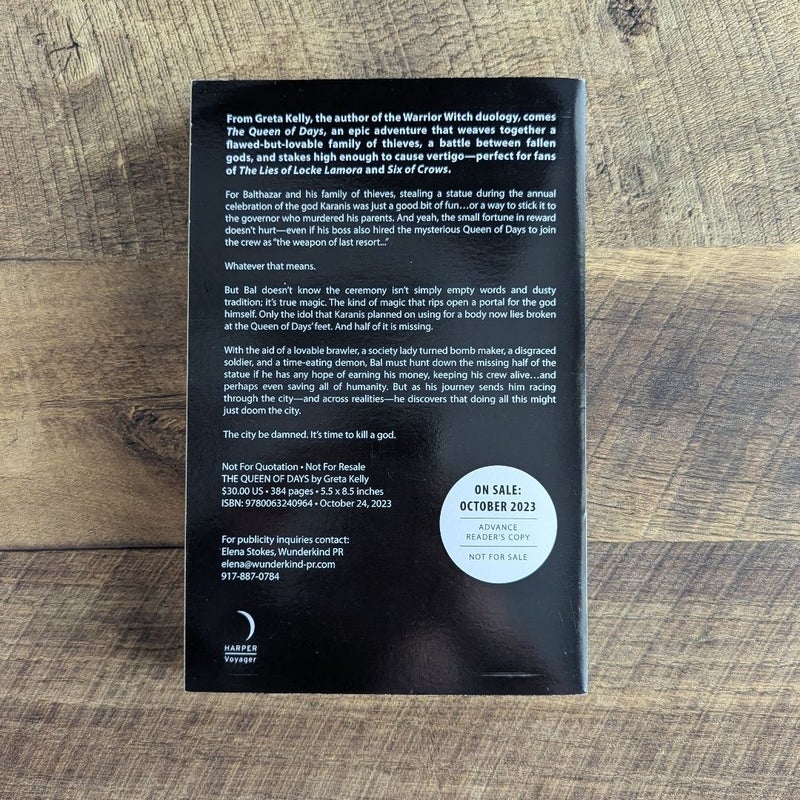 From Greta Kelly, the author of the Warrior Witch duology, comes
The Queen of Days, an epic adventure that weaves together a
flawed-but-lovable family of thieves, a battle between fallen
gods, and stakes high enough to cause vertigo—perfect for fans
of The Lies of Locke Lamora and Six of Crows.
For Balthazar and his family of thieves, stealing a statue during the annual
celebration of the god Karanis was just a good bit of fun…or a way to stick it to
the governor who murdered his parents. And yeah, the small fortune in reward
doesn't hurt—even if his boss also hired the mysterious Queen of Days to join
the crew as "the weapon of last resort..."
Whatever that means.
But Bal doesn't know the ceremony isn't simply empty words and dusty
tradition; it's true magic. The kind of magic that rips open a portal for the god
himself. Only the idol that Karanis planned on using for a body now lies broken
at the Queen of Days' feet. And half of it is missing.
With the aid of a lovable brawler, a society lady turned bomb maker, a disgraced
soldier, and a time-eating demon, Bal must hunt down the missing half of the
statue if he has any hope of earning his money, keeping his crew alive…and
perhaps even saving all of humanity. But as his journey sends him racing
through the city—and across realities—he discovers that doing all this might
just doom the city.
The city be damned. It's time to kill a god.
Not For Quotation • Not For Resale
THE QUEEN OF DAYS by Greta Kelly
$30.00 US • 384 pages • 5.5 x 8.5 inches
ISBN: 9780063240964 • October 24, 2023
ON SALE:
OCTOBER 2023
ADVANCE
READER'S COPY
NOT FOR SALE
For publicity inquiries contact:
Elena Stokes, Wunderkind PR
elena@wunderkind-pr.com
917-887-0784
HARPER
Voyager